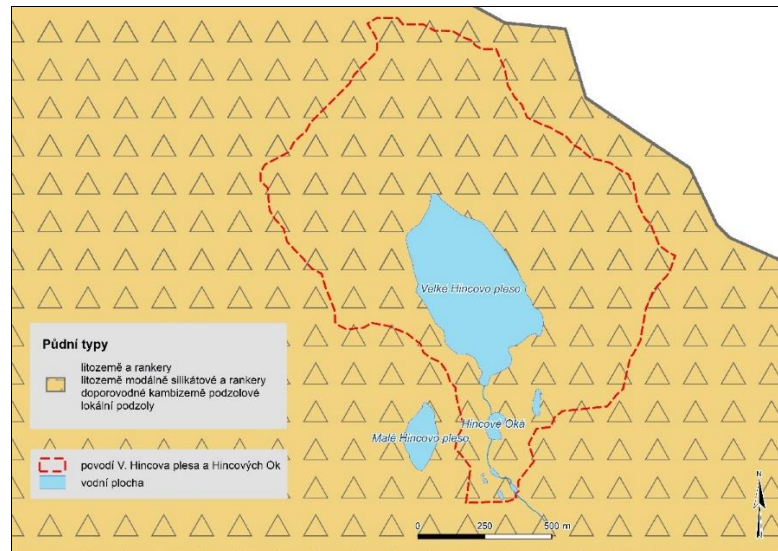 Velké Hincovo pleso
Půdní typy
litozemě a rankery
litozemě modálně silikátové a rankery
doporovodné kambizemě podzolové
lokální podzoly
Hincové Oká
Malé Hincovo pleso
povodí V. Hincova plesa a Hincových Ok
vodní plocha
N
0 250 500 m